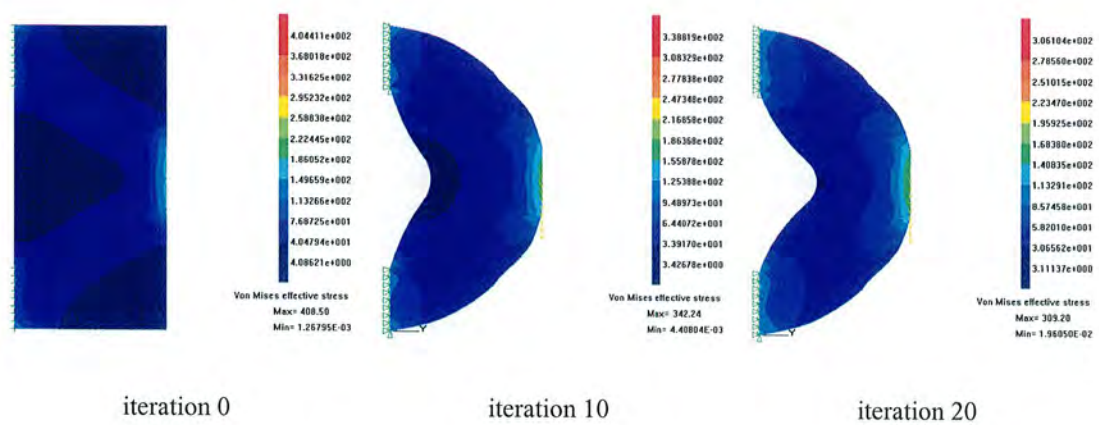 4.04411e+002
3.68018e+002
3.31625e+002
2.95232e+002
2.58838e+002
2.22445e+002
1.86052e+002
1.49659e+002
1.13266e+002
7.68725e+001
4.04794e+001
4.08621e+000
Von Mises effective stress
Max= 408.50
Min= 1.26795E-03
iteration 0
3.38819e+002
3.08329e+002
2.77838e+002
2.47348e+002
2.16858e+002
1.86368e+002
1.55878e+002
1.25388e+002
9.48973e+001
6.44072e+001
3.39170e+001
3.42678e+000
Y
Von Mises effective stress
Max= 342.24
Min= 4.40804E-03
iteration 10
3.06104e+002
2.78560e+002
2.51015e+002
2.23470e+002
1.95925e+002
1.68380e+002
1.40835e+002
1.13291e+002
8.57458e+001
5.82010e+001
3.06562e+001
3.11137e+000
Y
Von Mises effective stress
Max= 309.20
Min= 1.96050E-02
iteration 20